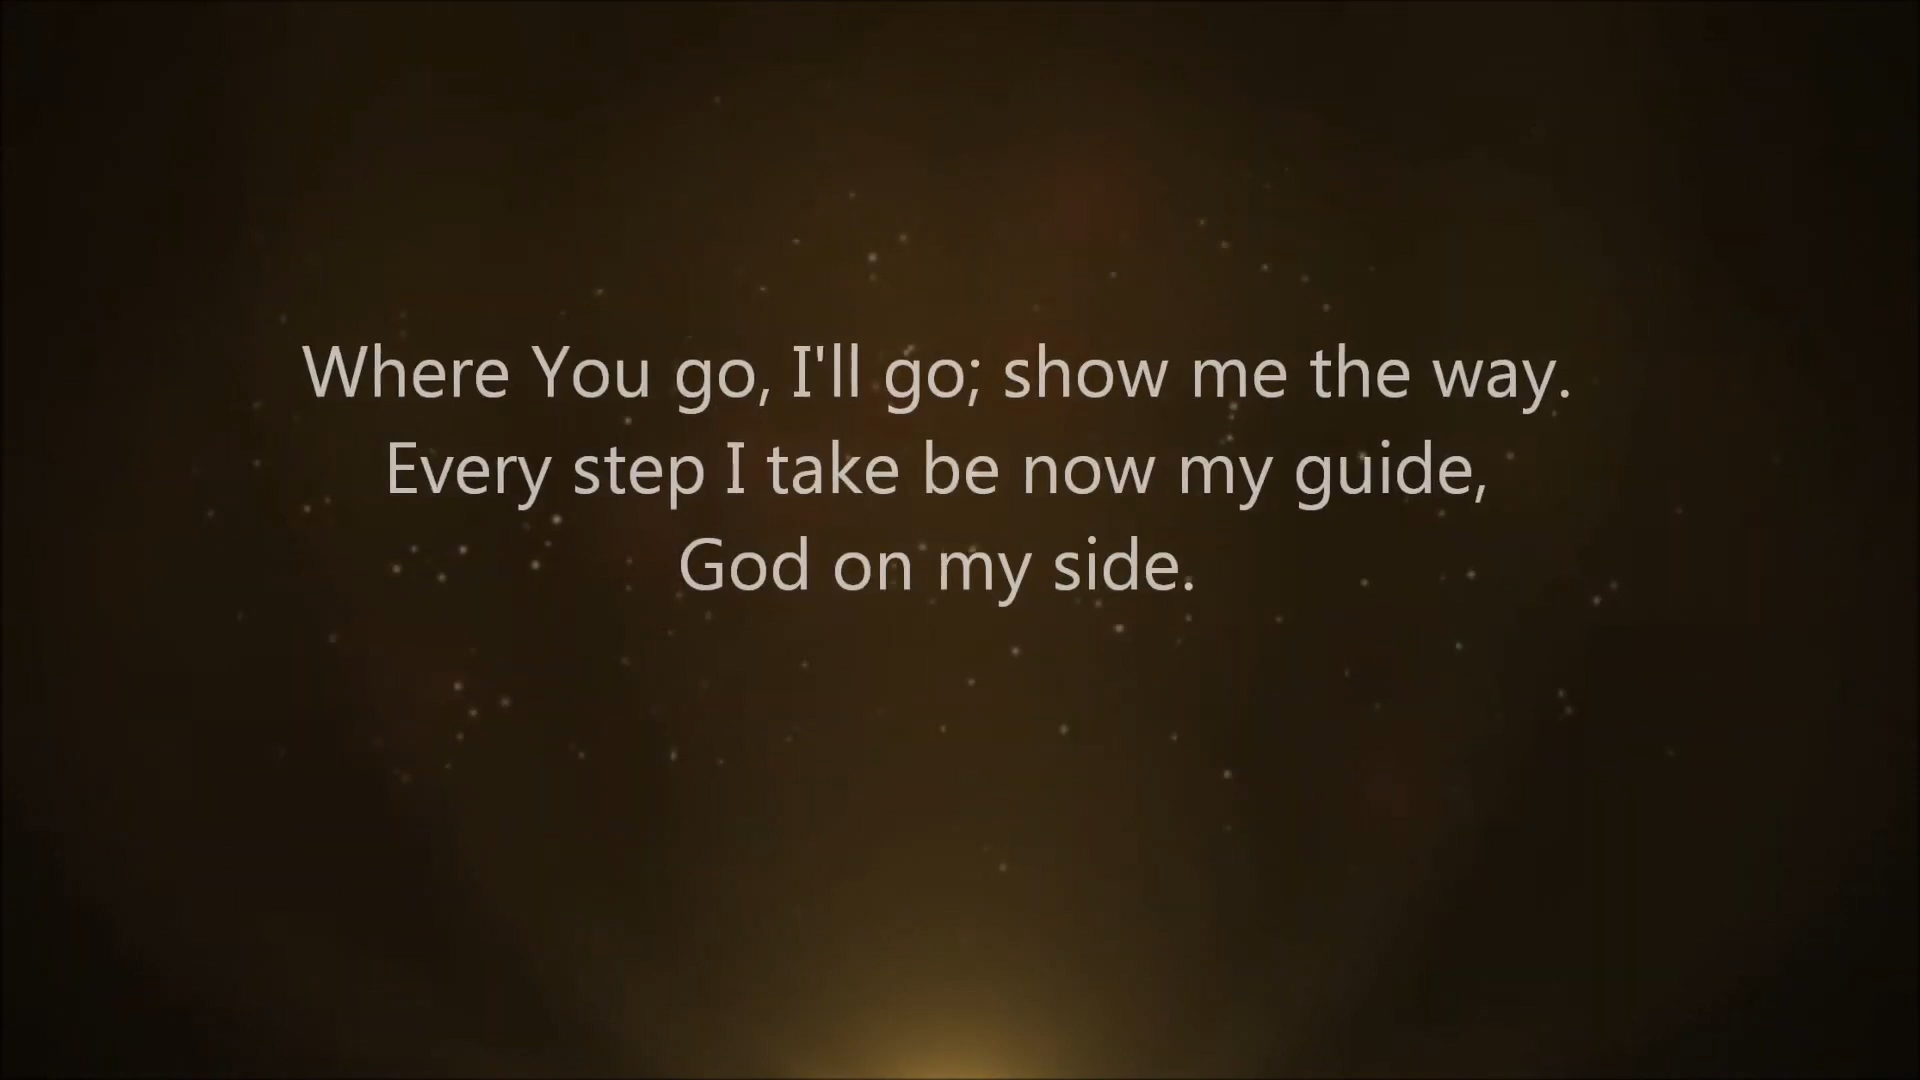 Where You go, I'll go; show me the way.
Every step I take be now my guide,
God on my side.